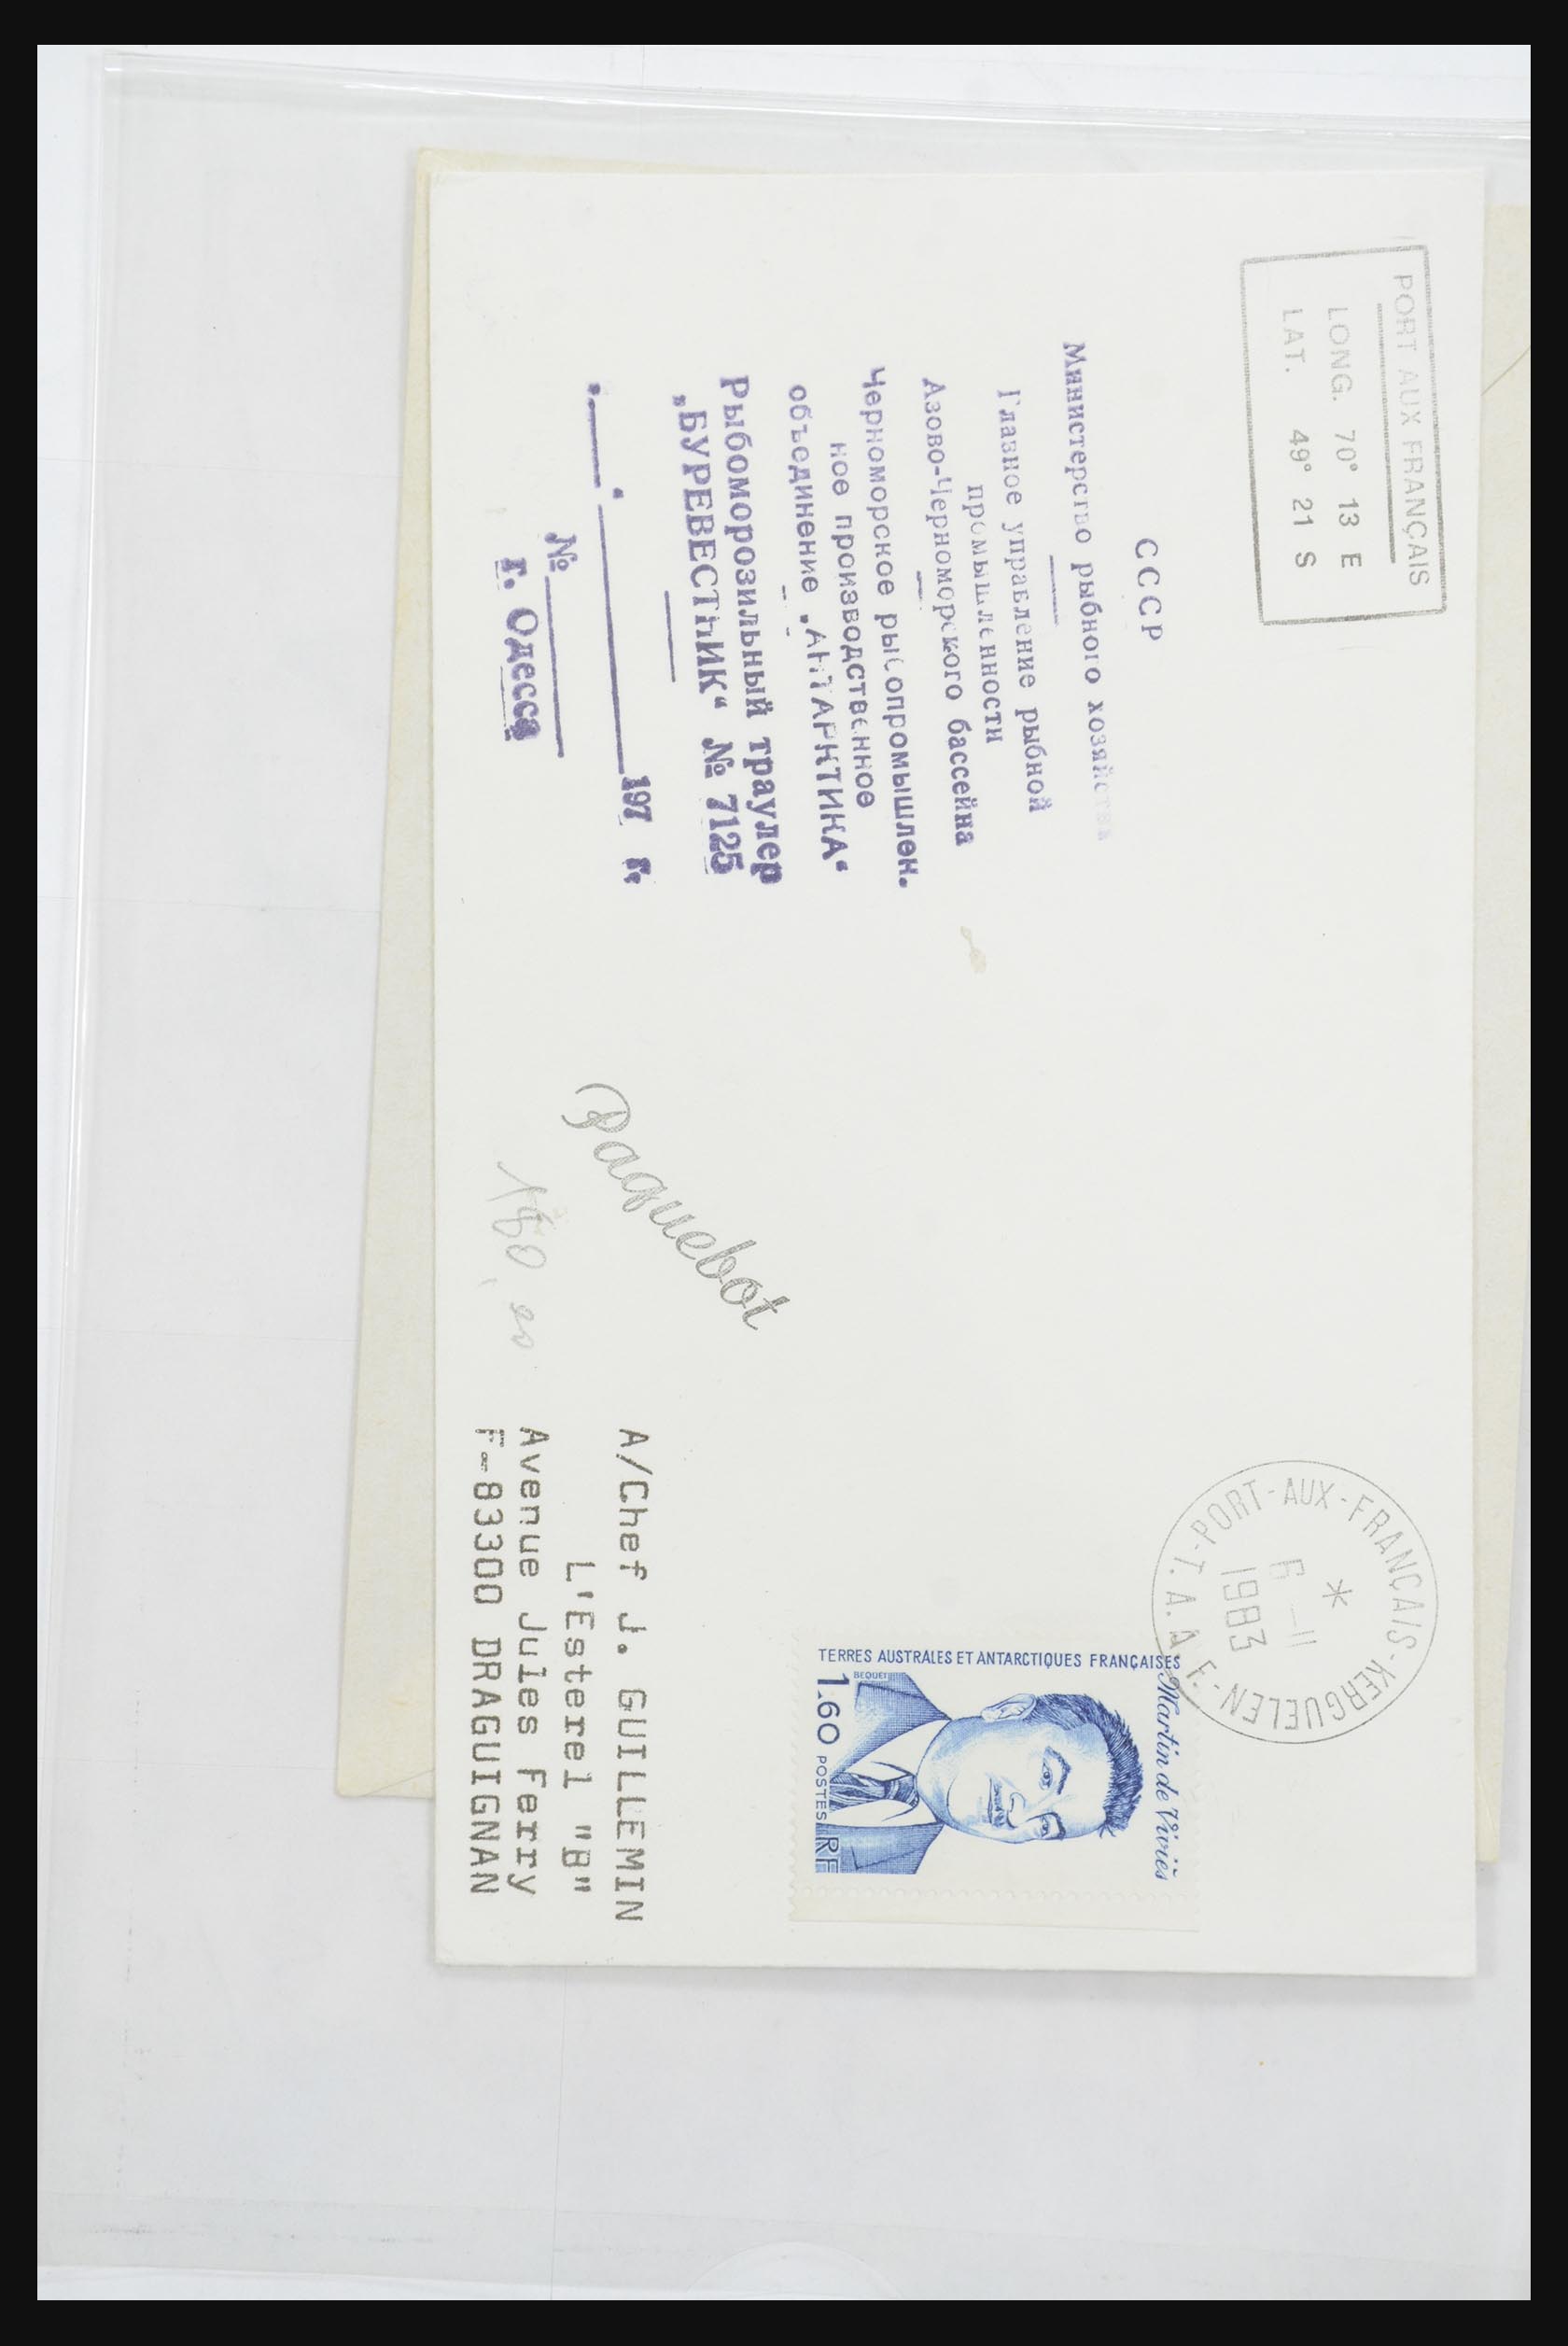 PORT AUX FRANÇAIS
LONG. 70° 13 E
LAT. 49° 21 S
СССР
Министерство рыбного хозяйства
Главное управление рыбной
промышленности
Азово-Черноморского бассейна
Черноморское рыбопромышлен.
ное производственное
объединение „АНТАРКТИКА“
Рыбоморозильный траулер
„БУРЕВЕСТНИК“ № 7125
197 г.
№
г. Одесса
PORT-AUX-FRANÇAIS-KERGUELEN-
T.A.A.F.
6-11
1983
Martin de Viviès
TERRES AUSTRALES ET ANTARCTIQUES FRANÇAISES
BEQUET
1.60 POSTES RF
Paquebot
A/Chef J. GUILLEMIN
L'Esterel "B"
Avenue Jules Ferry
F-83300 DRAGUIGNAN